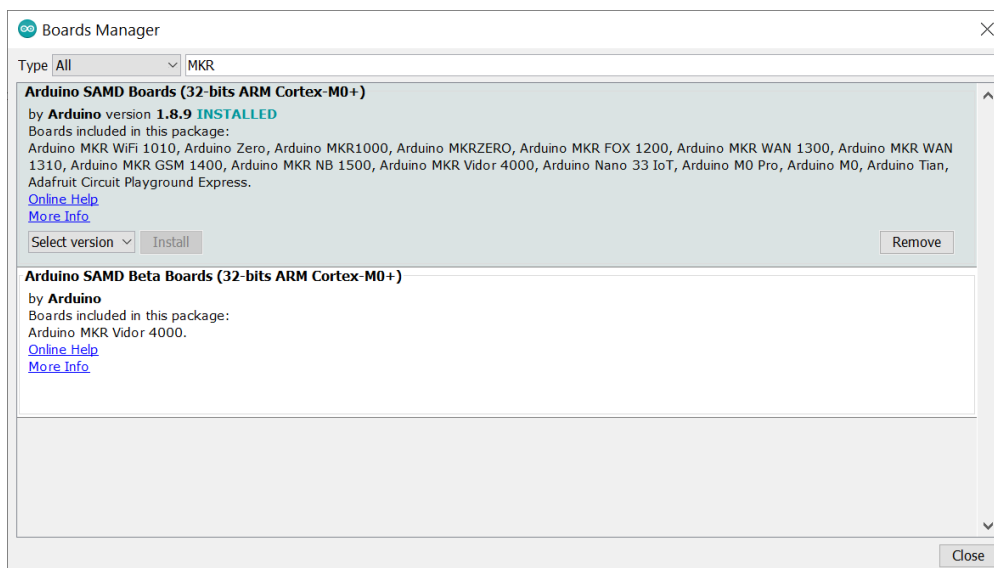 Boards Manager
Type All MKR
Arduino SAMD Boards (32-bits ARM Cortex-M0+)
by Arduino version 1.8.9 INSTALLED
Boards included in this package:
Arduino MKR WiFi 1010, Arduino Zero, Arduino MKR1000, Arduino MKRZERO, Arduino MKR FOX 1200, Arduino MKR WAN 1300, Arduino MKR WAN
1310, Arduino MKR GSM 1400, Arduino MKR NB 1500, Arduino MKR Vidor 4000, Arduino Nano 33 IoT, Arduino M0 Pro, Arduino M0, Arduino Tian,
Adafruit Circuit Playground Express.
Online Help
More Info
Select version Install Remove
Arduino SAMD Beta Boards (32-bits ARM Cortex-M0+)
by Arduino
Boards included in this package:
Arduino MKR Vidor 4000.
Online Help
More Info
Close